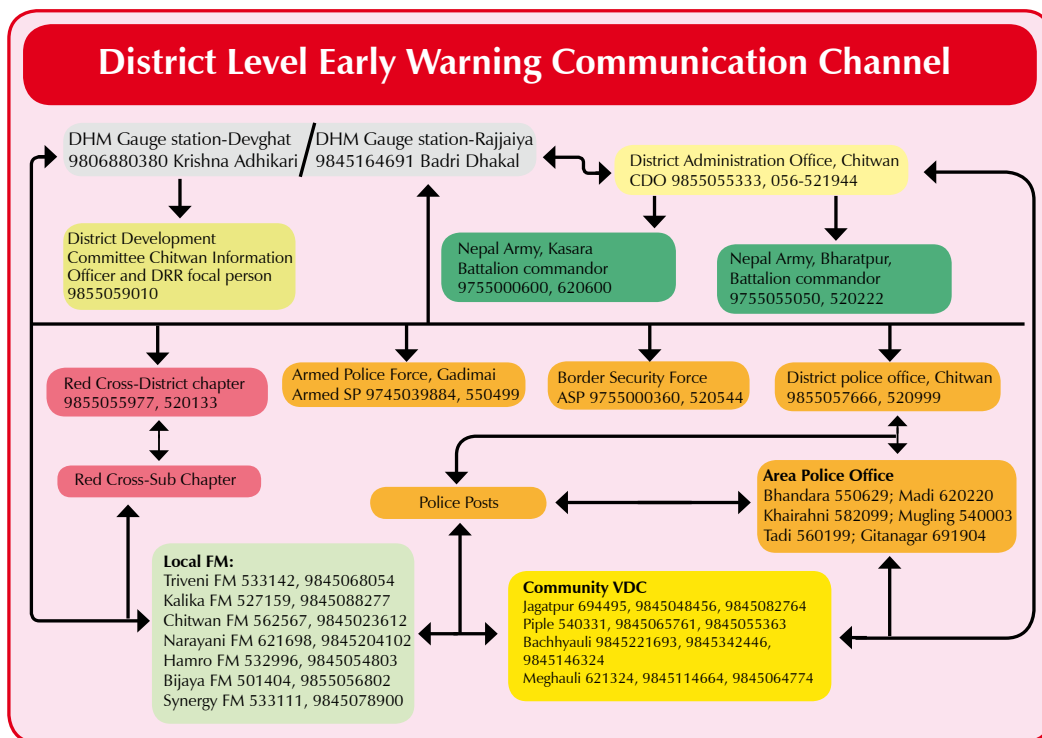 District Level Early Warning Communication Channel
DHM Gauge station-Devghat
9806880380 Krishna Adhikari
DHM Gauge station-Rajjaiya
9845164691 Badri Dhakal
District Administration Office, Chitwan
CDO 9855055333, 056-521944
District Development
Committee Chitwan Information
Officer and DRR focal person
9855059010
Nepal Army, Kasara
Battalion commandor
9755000600, 620600
Nepal Army, Bharatpur,
Battalion commandor
9755055050, 520222
Red Cross-District chapter
9855055977, 520133
Armed Police Force, Gadimai
Armed SP 9745039884, 550499
Border Security Force
ASP 9755000360, 520544
District police office, Chitwan
9855057666, 520999
Red Cross-Sub Chapter
Police Posts
Area Police Office
Bhandara 550629; Madi 620220
Khairahni 582099; Mugling 540003
Tadi 560199; Gitanagar 691904
Local FM:
Triveni FM 533142, 9845068054
Kalika FM 527159, 9845088277
Chitwan FM 562567, 9845023612
Narayani FM 621698, 9845204102
Hamro FM 532996, 9845054803
Bijaya FM 501404, 9855056802
Synergy FM 533111, 9845078900
Community VDC
Jagatpur 694495, 9845048456, 9845082764
Piple 540331, 9845065761, 9845055363
Bachhyauli 9845221693, 9845342446,
9845146324
Meghauli 621324, 9845114664, 9845064774